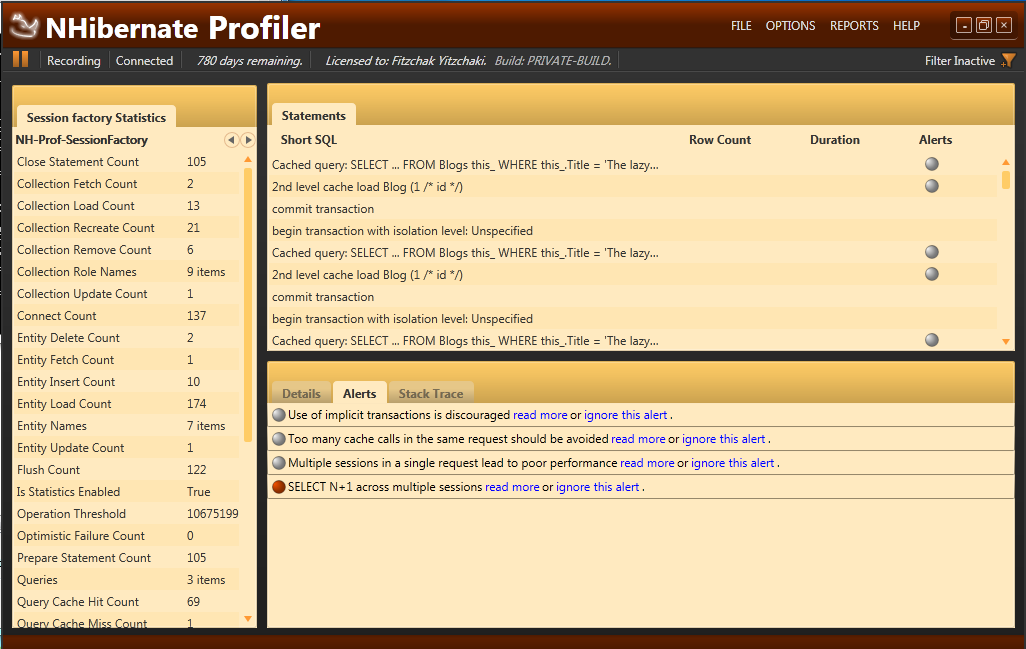 NHibernate Profiler
FILE OPTIONS REPORTS HELP
Recording Connected 780 days remaining. Licensed to: Fitzchak Yitzchaki. Build: PRIVATE-BUILD. Filter Inactive
Session factory Statistics
NH-Prof-SessionFactory
Close Statement Count 105
Collection Fetch Count 2
Collection Load Count 13
Collection Recreate Count 21
Collection Remove Count 6
Collection Role Names 9 items
Collection Update Count 1
Connect Count 137
Entity Delete Count 2
Entity Fetch Count 1
Entity Insert Count 10
Entity Load Count 174
Entity Names 7 items
Entity Update Count 1
Flush Count 122
Is Statistics Enabled True
Operation Threshold 10675199
Optimistic Failure Count 0
Prepare Statement Count 105
Queries 3 items
Query Cache Hit Count 69
Query Cache Miss Count 1
Statements
Short SQL Row Count Duration Alerts
Cached query: SELECT ... FROM Blogs this_ WHERE this_.Title = 'The lazy...
2nd level cache load Blog (1 /* id */)
commit transaction
begin transaction with isolation level: Unspecified
Cached query: SELECT ... FROM Blogs this_ WHERE this_.Title = 'The lazy...
2nd level cache load Blog (1 /* id */)
commit transaction
begin transaction with isolation level: Unspecified
Cached query: SELECT ... FROM Blogs this_ WHERE this_.Title = 'The lazy...
Details Alerts Stack Trace
Use of implicit transactions is discouraged read more or ignore this alert .
Too many cache calls in the same request should be avoided read more or ignore this alert .
Multiple sessions in a single request lead to poor performance read more or ignore this alert .
SELECT N+1 across multiple sessions read more or ignore this alert .